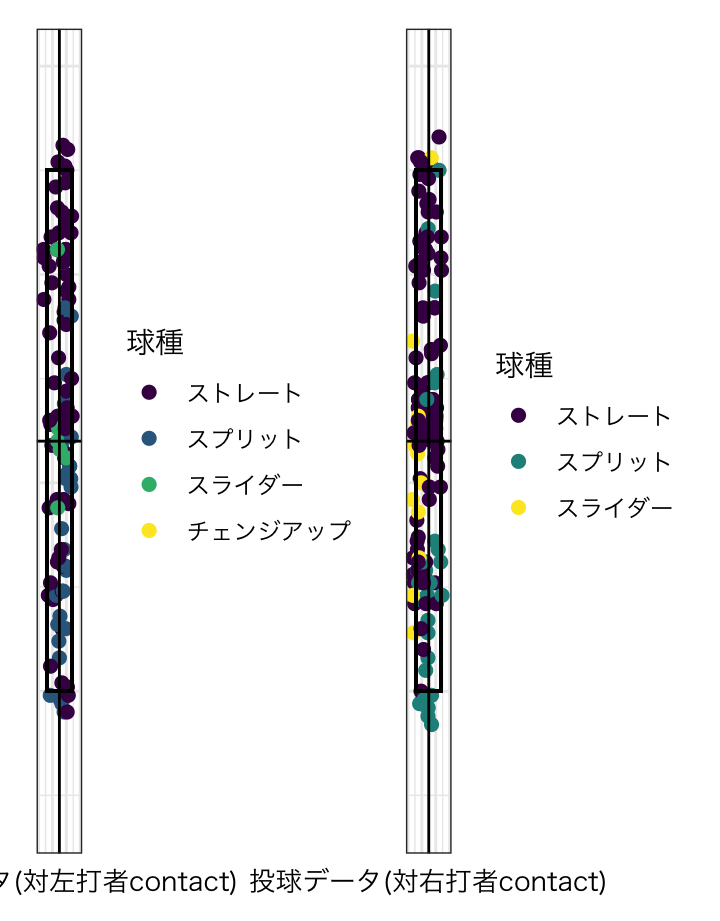 球種
ストレート
スプリット
スライダー
チェンジアップ
球種
ストレート
スプリット
スライダー
タ(対左打者contact) 投球データ(対右打者contact)